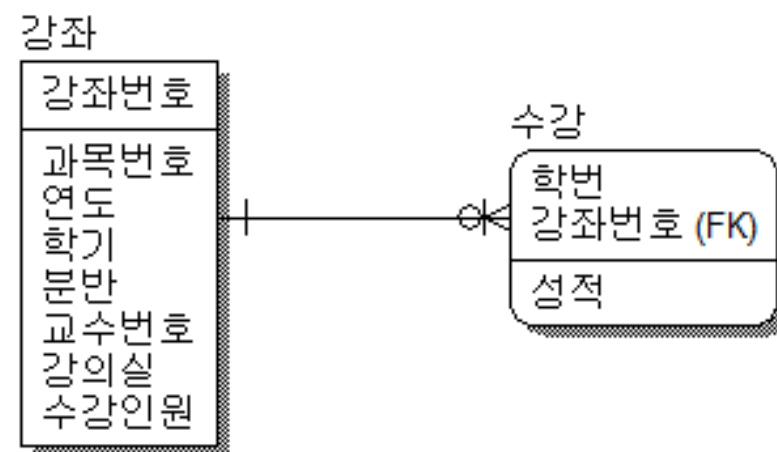 강좌
강좌번호
과목번호
연도
학기
분반
교수번호
강의실
수강인원
수강
학번
강좌번호 (FK)
성적